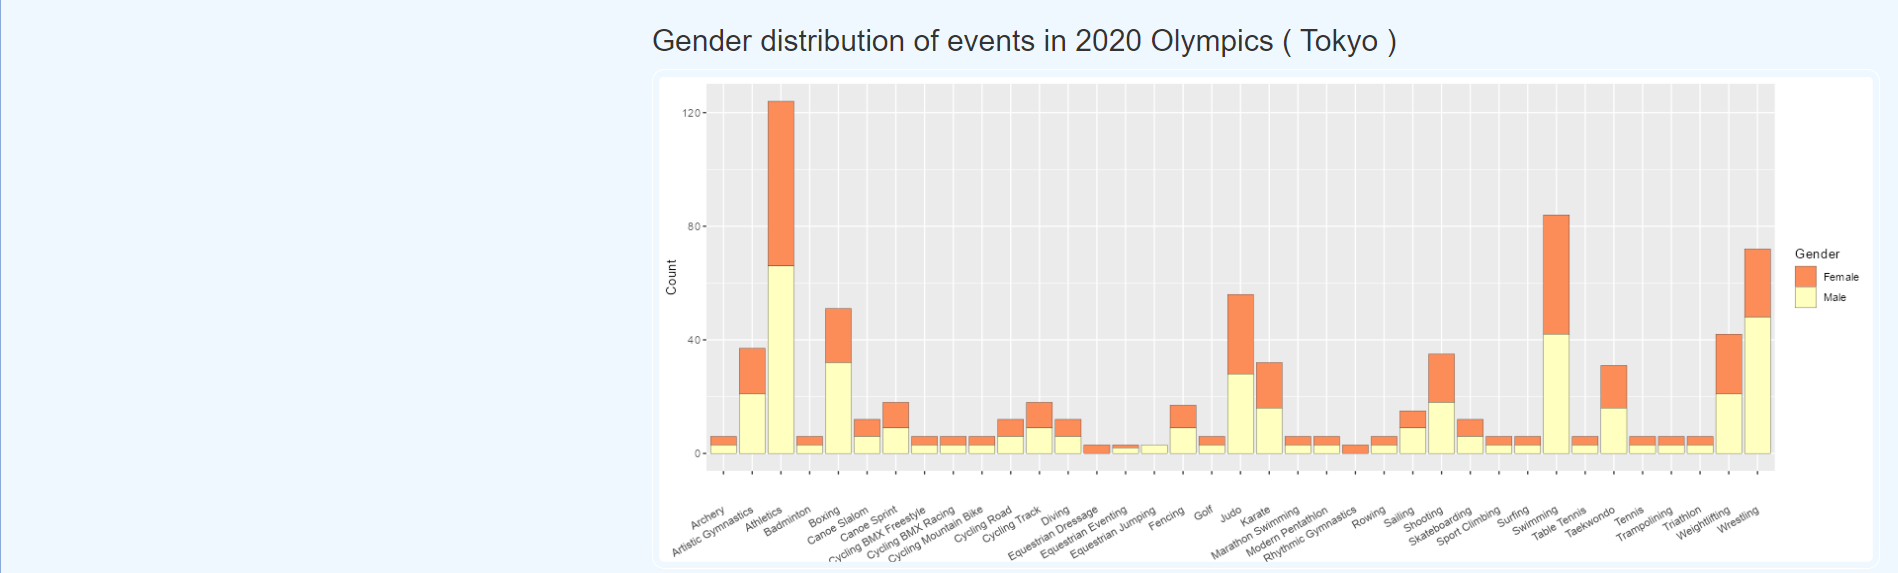 Gender distribution of events in 2020 Olympics ( Tokyo )
120
80
40
0
Count
Gender
Female
Male
Archery
Artistic Gymnastics
Athletics
Badminton
Boxing
Canoe Slalom
Canoe Sprint
Cycling BMX Freestyle
Cycling BMX Racing
Cycling Mountain Bike
Cycling Road
Cycling Track
Diving
Equestrian Dressage
Equestrian Eventing
Equestrian Jumping
Fencing
Golf
Judo
Karate
Marathon Swimming
Modern Pentathlon
Rhythmic Gymnastics
Rowing
Sailing
Shooting
Skateboarding
Sport Climbing
Surfing
Swimming
Table Tennis
Taekwondo
Tennis
Trampolining
Triathlon
Weightlifting
Wrestling